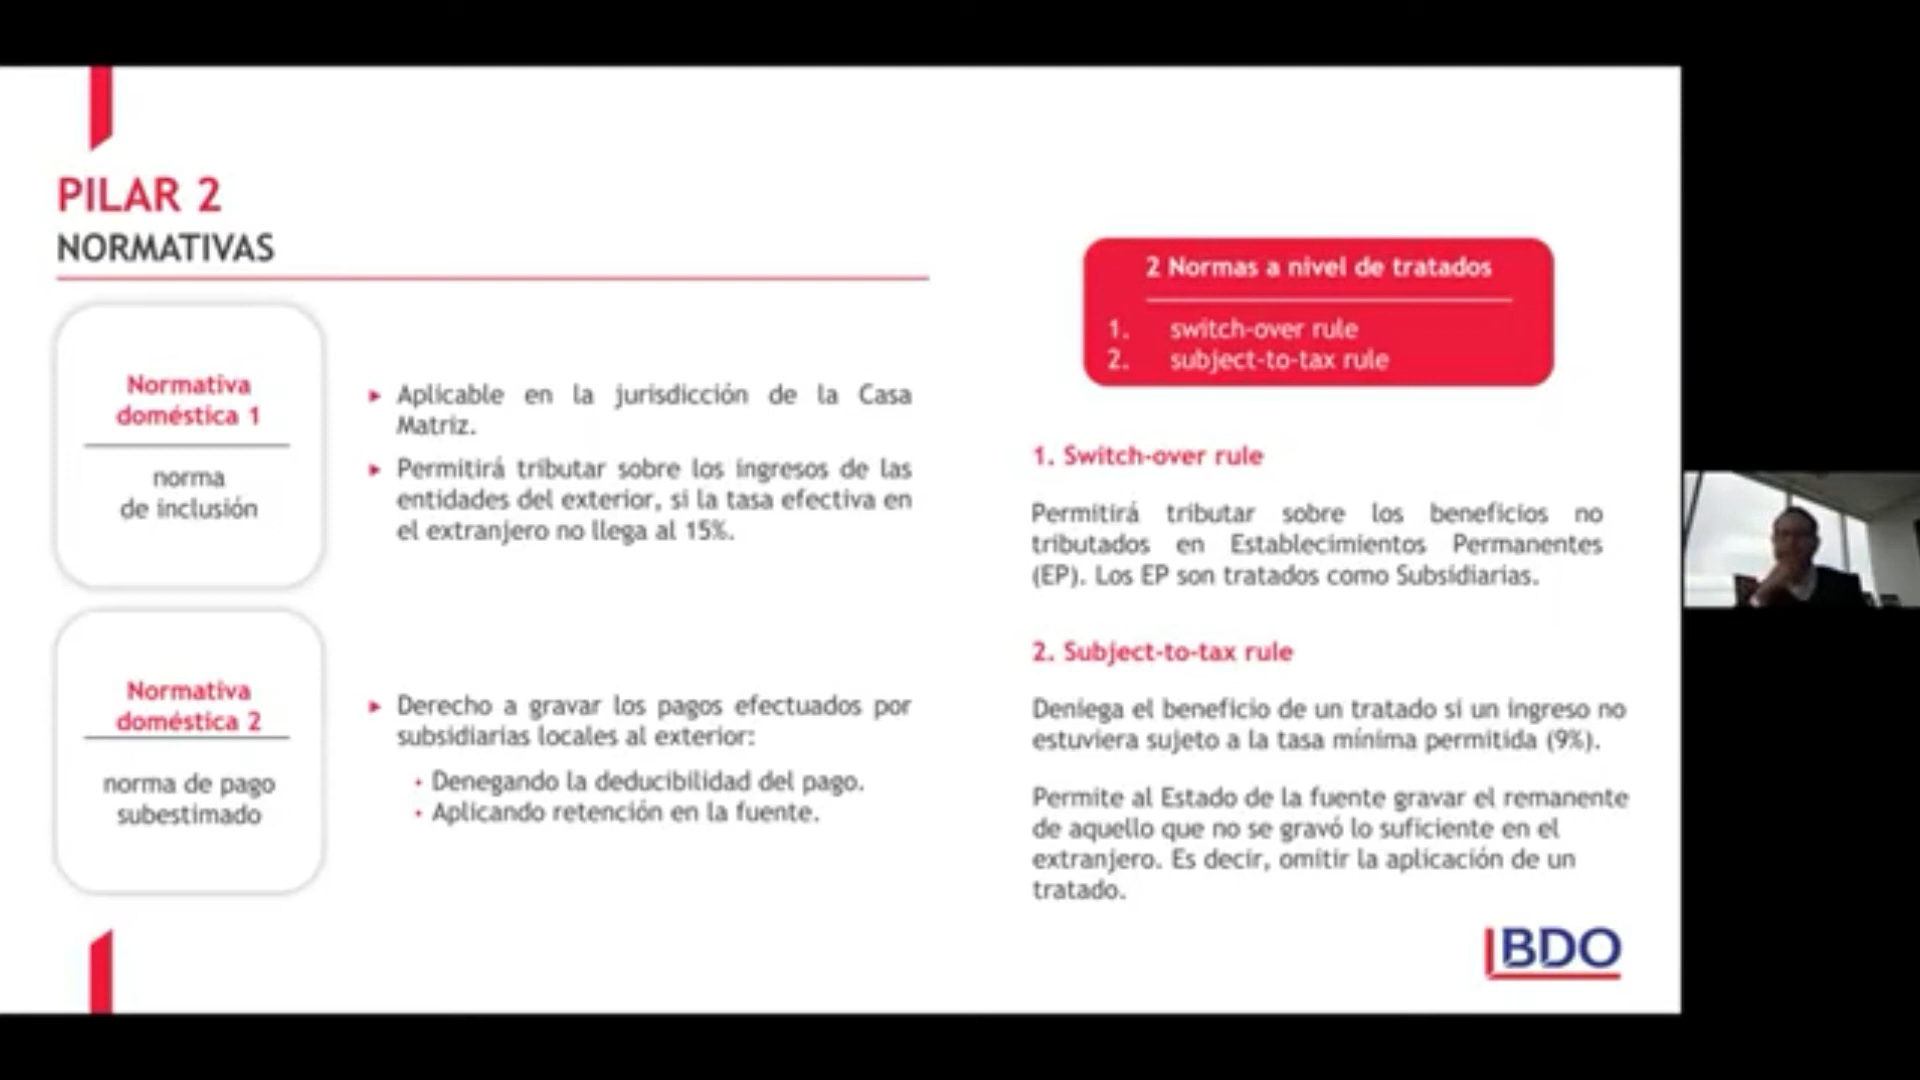 PILAR 2
NORMATIVAS
Normativa
doméstica 1
norma
de inclusión
► Aplicable en la jurisdicción de la Casa
Matriz.
► Permitirá tributar sobre los ingresos de las
entidades del exterior, si la tasa efectiva en
el extranjero no llega al 15%.
Normativa
doméstica 2
norma de pago
subestimado
► Derecho a gravar los pagos efectuados por
subsidiarias locales al exterior:
• Denegando la deducibilidad del pago.
• Aplicando retención en la fuente.
2 Normas a nivel de tratados
1. switch-over rule
2. subject-to-tax rule
1. Switch-over rule
Permitirá tributar sobre los beneficios no
tributados en Establecimientos Permanentes
(EP). Los EP son tratados como Subsidiarias.
2. Subject-to-tax rule
Deniega el beneficio de un tratado si un ingreso no
estuviera sujeto a la tasa mínima permitida (9%).
Permite al Estado de la fuente gravar el remanente
de aquello que no se gravó lo suficiente en el
extranjero. Es decir, omitir la aplicación de un
tratado.
BDO